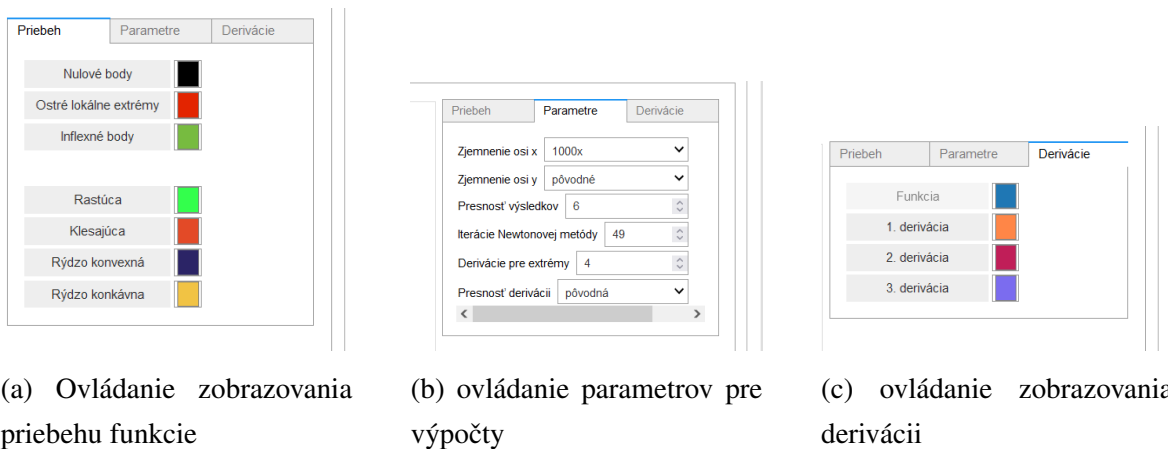 Priebeh Parametre Derivácie
Nulové body
Ostré lokálne extrémy
Inflexné body
Rastúca
Klesajúca
Rýdzo konvexná
Rýdzo konkávna
(a) Ovládanie zobrazovania
priebehu funkcie
Priebeh Parametre Derivácie
Zjemnenie osi x 1000x
Zjemnenie osi y pôvodné
Presnosť výsledkov 6
Iterácie Newtonovej metódy 49
Derivácie pre extrémy 4
Presnosť derivácii pôvodná
(b) ovládanie parametrov pre
výpočty
Priebeh Parametre Derivácie
Funkcia
1. derivácia
2. derivácia
3. derivácia
(c) ovládanie zobrazovania
derivácii